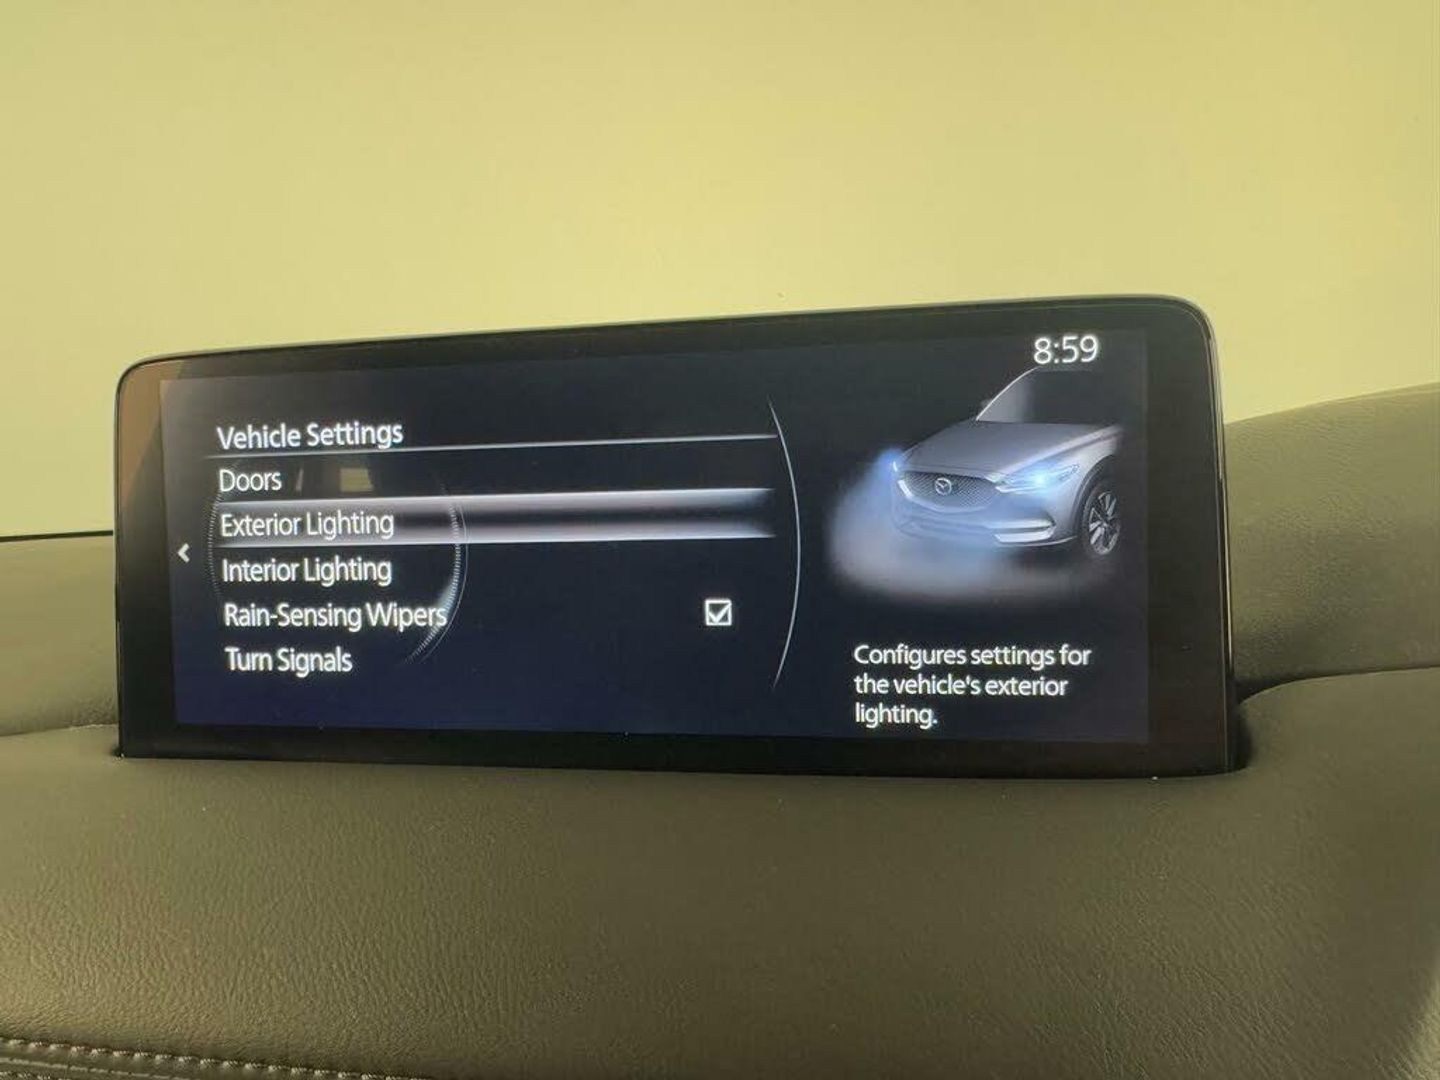 8:59
Vehicle Settings
Doors
Exterior Lighting
Interior Lighting
Rain-Sensing Wipers
Turn Signals
Configures settings for
the vehicle's exterior
lighting.